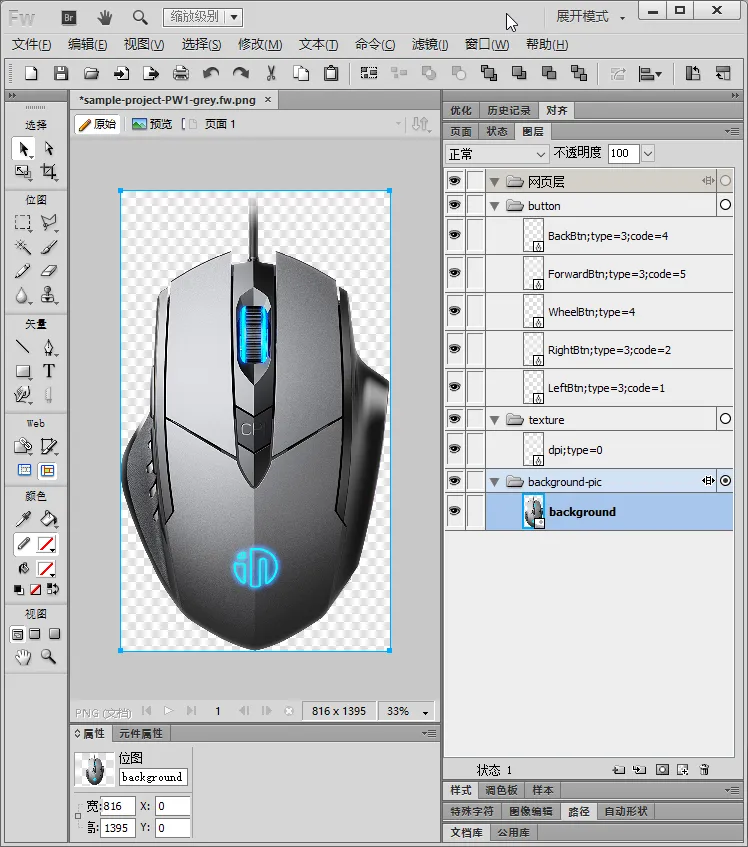 Fw
Br
缩放级别
展开模式
文件(F) 编辑(E) 视图(V) 选择(S) 修改(M) 文本(T) 命令(C) 滤镜(I) 窗口(W) 帮助(H)
选择
位图
矢量
T
Web
颜色
视图
*sample-project-PW1-grey.fw.png ×
原始 预览 页面 1
CPI
PNG (文档) 1 816 x 1395 33%
属性 元件属性
位图
background
宽: 816 X: 0
高: 1395 Y: 0
优化 历史记录 对齐
页面 状态 图层
正常 不透明度 100
网页层
button
BackBtn;type=3;code=4
ForwardBtn;type=3;code=5
WheelBtn;type=4
RightBtn;type=3;code=2
LeftBtn;type=3;code=1
texture
dpi;type=0
background-pic
background
状态 1
样式 调色板 样本
特殊字符 图像编辑 路径 自动形状
文档库 公用库